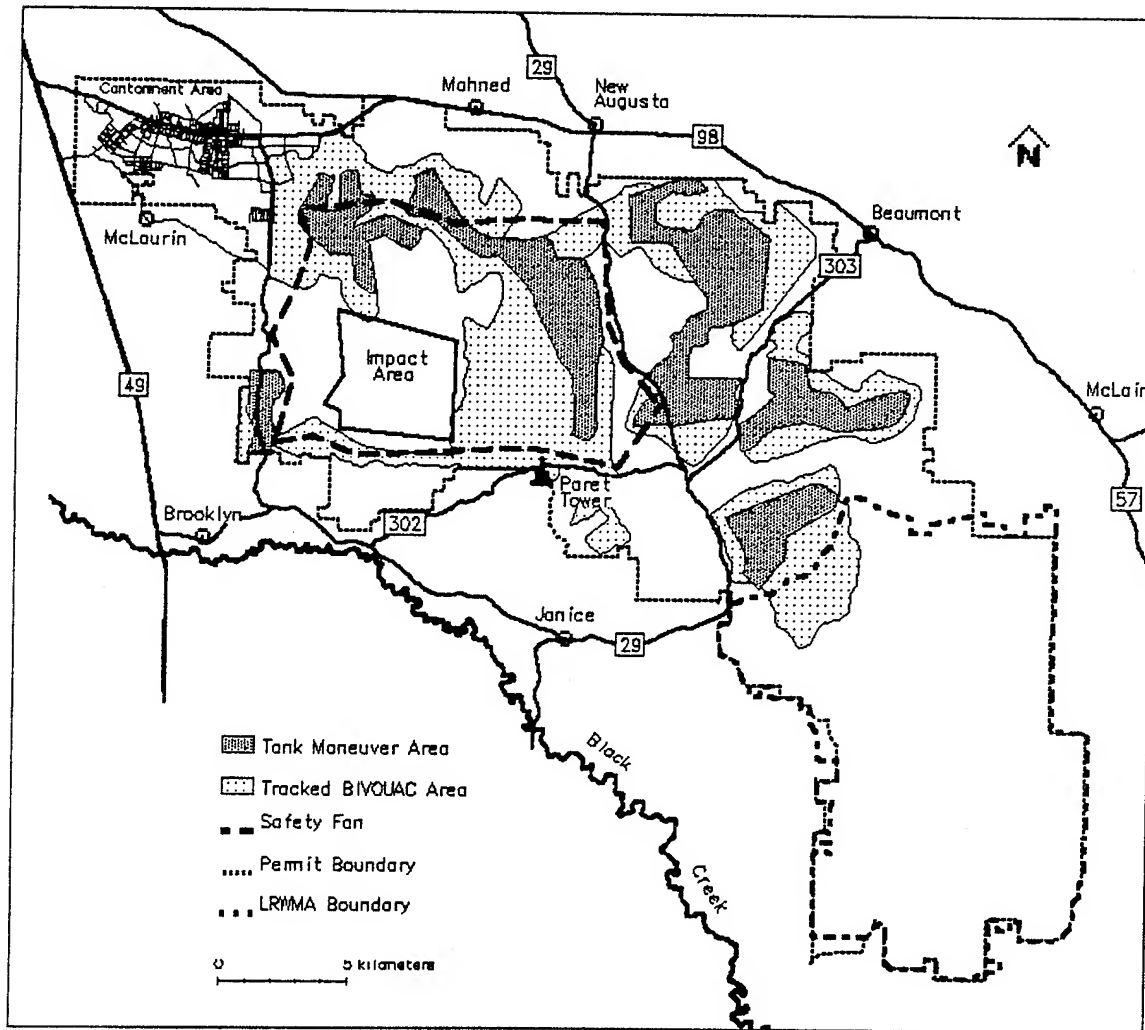 29
Mahned
New
Augusta
Cantonment Area
98
N
McLaurin
Beaumont
303
Impact
Area
49
McLain
Paret
Tower
57
Brooklyn
302
Janice
29
Black
Creek
Tank Maneuver Area
Tracked BIVOUAC Area
Safety Fan
Permit Boundary
LRWMA Boundary
0 5 kilometers